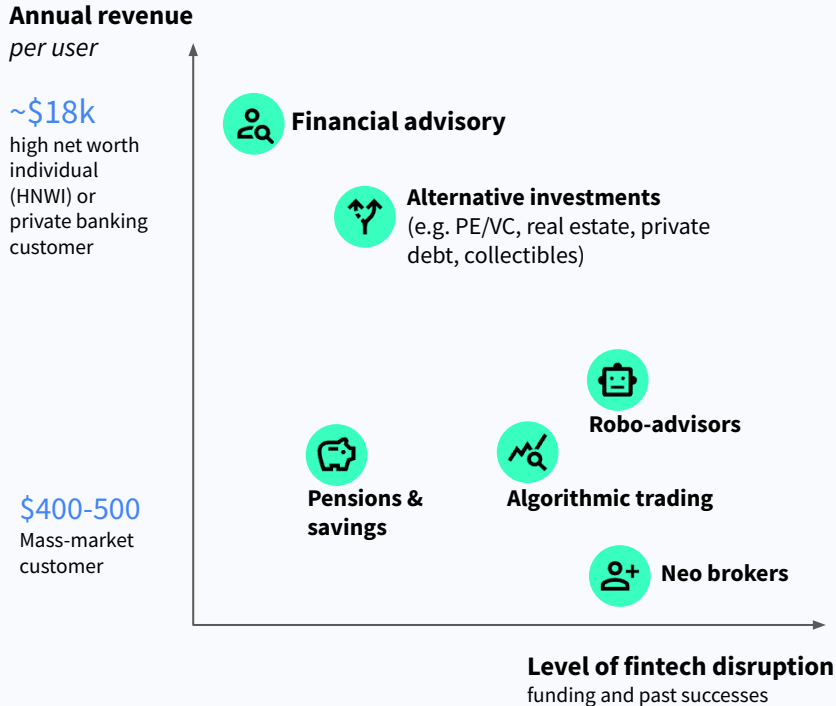 Annual revenue
per user
~$18k
high net worth
individual
(HNWI) or
private banking
customer
Financial advisory
Alternative investments
(e.g. PE/VC, real estate, private
debt, collectibles)
Robo-advisors
Pensions &
savings
Algorithmic trading
$400-500
Mass-market
customer
Neo brokers
Level of fintech disruption
funding and past successes